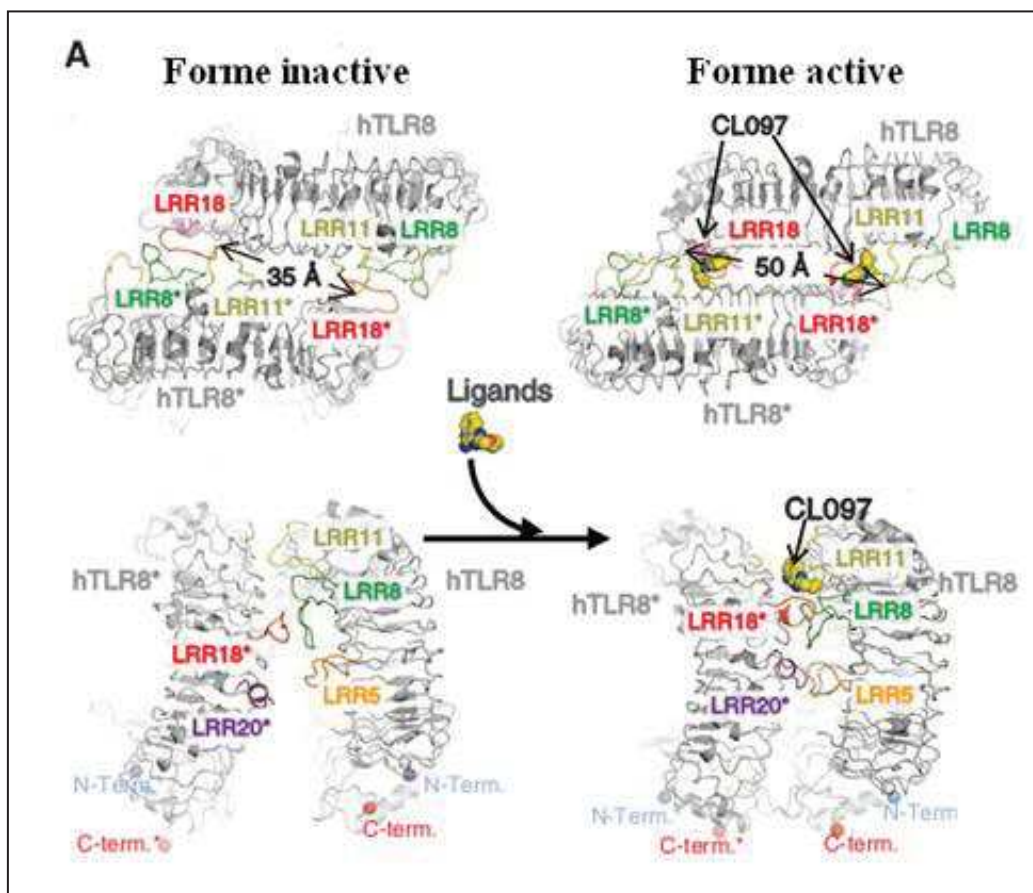 A
Forme inactive
Forme active
hTLR8
CL097
hTLR8
LRR18
LRR11
LRR8
LRR18
LRR11
LRR8
35 Å
50 Å
LRR8*
LRR11*
LRR18*
LRR8*
LRR11*
LRR18*
hTLR8*
hTLR8*
Ligands
CL097
LRR11
LRR11
hTLR8*
hTLR8
hTLR8*
hTLR8
LRR8
LRR8
LRR18*
LRR18*
LRR5
LRR5
LRR20*
LRR20*
N-Term.
N-Term.
N-Term
N-Term
C-term.*
C-term.
C-term.*
C-term.